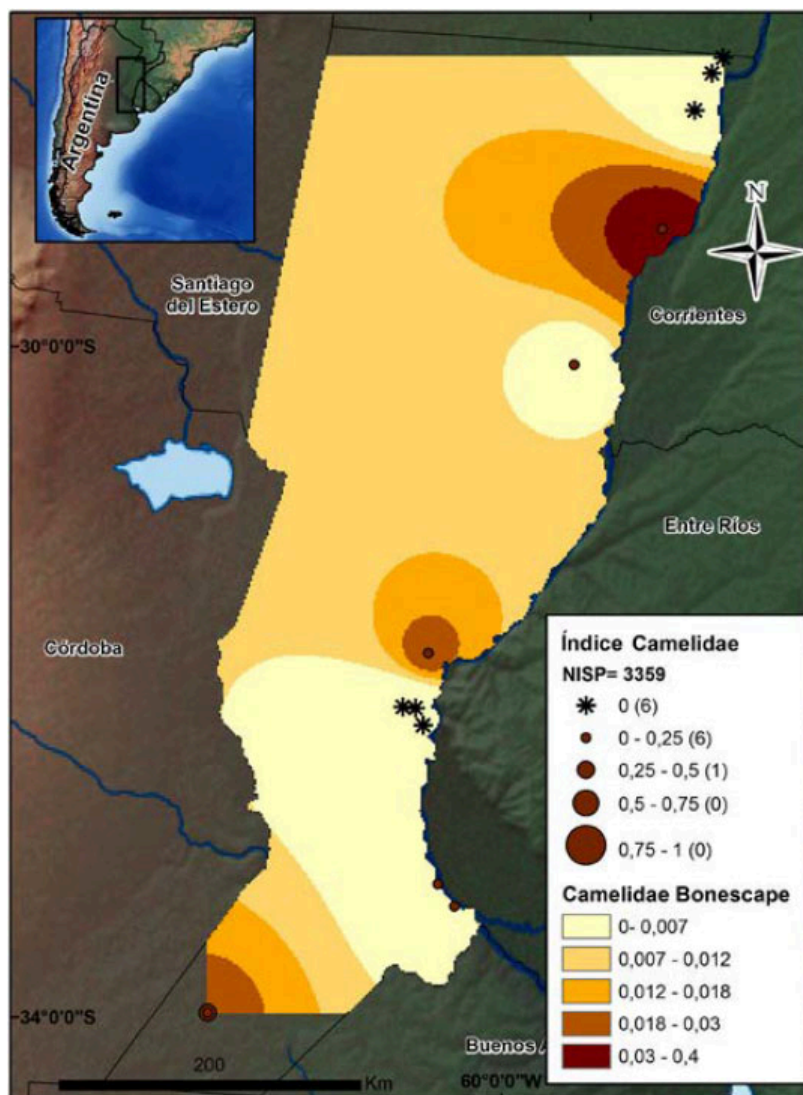 Argentina
N
Santiago
del Estero
Corrientes
30°0'0"S
Entre Ríos
Córdoba
Índice Camelidae
NISP= 3359
0 (6)
0 - 0,25 (6)
0,25 - 0,5 (1)
0,5 - 0,75 (0)
0,75 - 1 (0)
Camelidae Bonescape
0- 0,007
0,007 - 0,012
0,012 - 0,018
0,018 - 0,03
0,03 - 0,4
34°0'0"S
Buenos A
200
Km
60°0'0"W